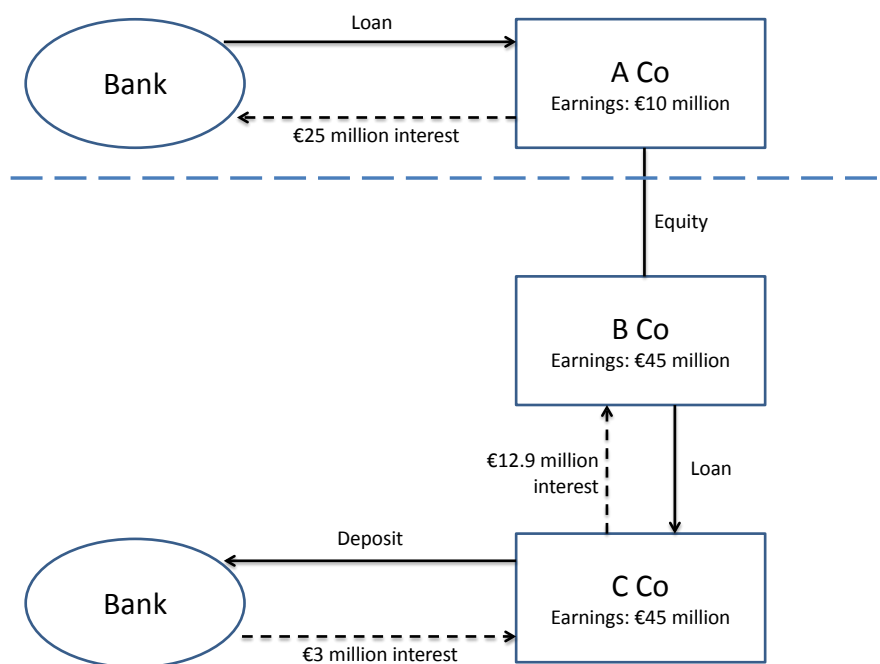 Loan
Bank
A Co
Earnings: €10 million
€25 million interest
Equity
B Co
Earnings: €45 million
€12.9 million
interest
Loan
Deposit
Bank
C Co
Earnings: €45 million
€3 million interest